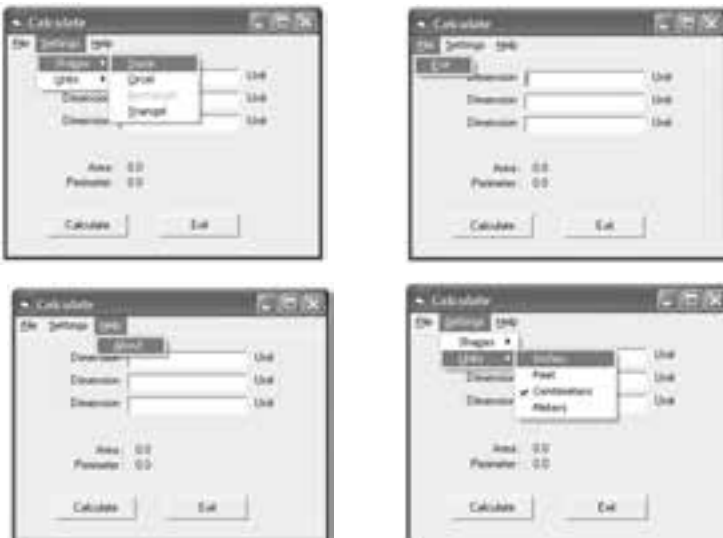 Calculate
File Settings Help
Shapes
Square
Units
Circle
Rectangle
Triangle
Dimension
Unit
Dimension
Unit
Dimension
Unit
Area: 0.0
Perimeter: 0.0
Calculate Exit
Calculate
File Settings Help
Exit
Dimension Unit
Dimension Unit
Dimension Unit
Area: 0.0
Perimeter: 0.0
Calculate Exit
Calculate
File Settings Help
About
Dimension Unit
Dimension Unit
Dimension Unit
Area: 0.0
Perimeter: 0.0
Calculate Exit
Calculate
File Settings Help
Shapes
Units Inches
Feet
Centimeters
Meters
Dimension
Unit
Unit
Unit
Area: 0.0
Perimeter: 0.0
Calculate Exit